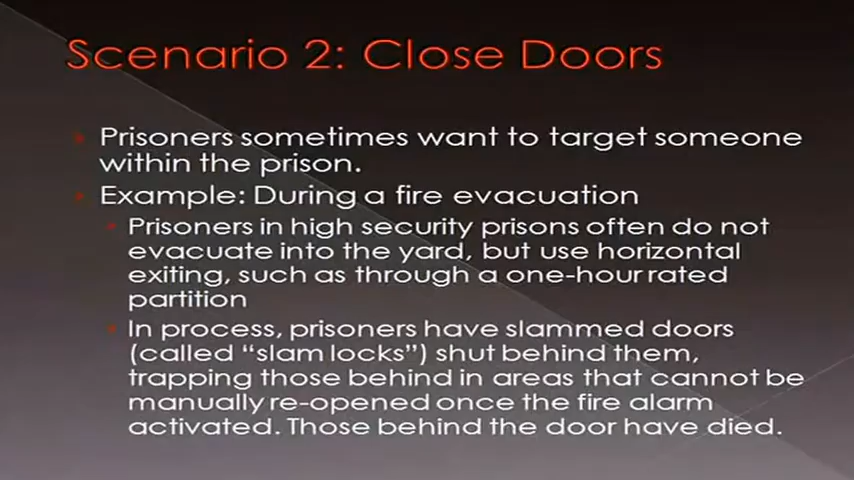 Scenario 2: Close Doors
Prisoners sometimes want to target someone
within the prison.
Example: During a fire evacuation
Prisoners in high security prisons often do not
evacuate into the yard, but use horizontal
exiting, such as through a one-hour rated
partition
In process, prisoners have slammed doors
(called “slam locks”) shut behind them,
trapping those behind in areas that cannot be
manually re-opened once the fire alarm
activated. Those behind the door have died.